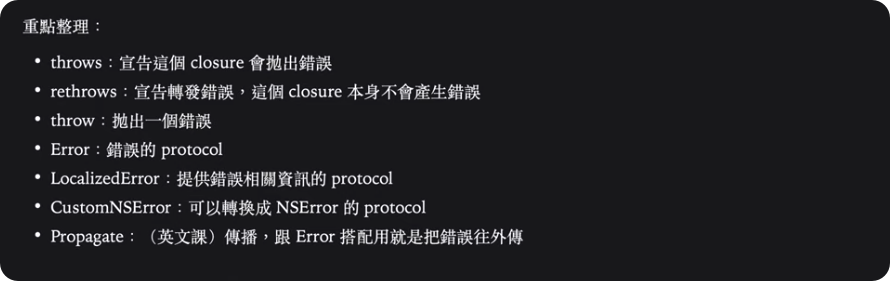 重點整理：
• throws：宣告這個 closure 會拋出錯誤
• rethrows：宣告轉發錯誤，這個 closure 本身不會產生錯誤
• throw：拋出一個錯誤
• Error：錯誤的 protocol
• LocalizedError：提供錯誤相關資訊的 protocol
• CustomNSError：可以轉換成 NSError 的 protocol
• Propagate：（英文課）傳播，跟 Error 搭配用就是把錯誤往外傳